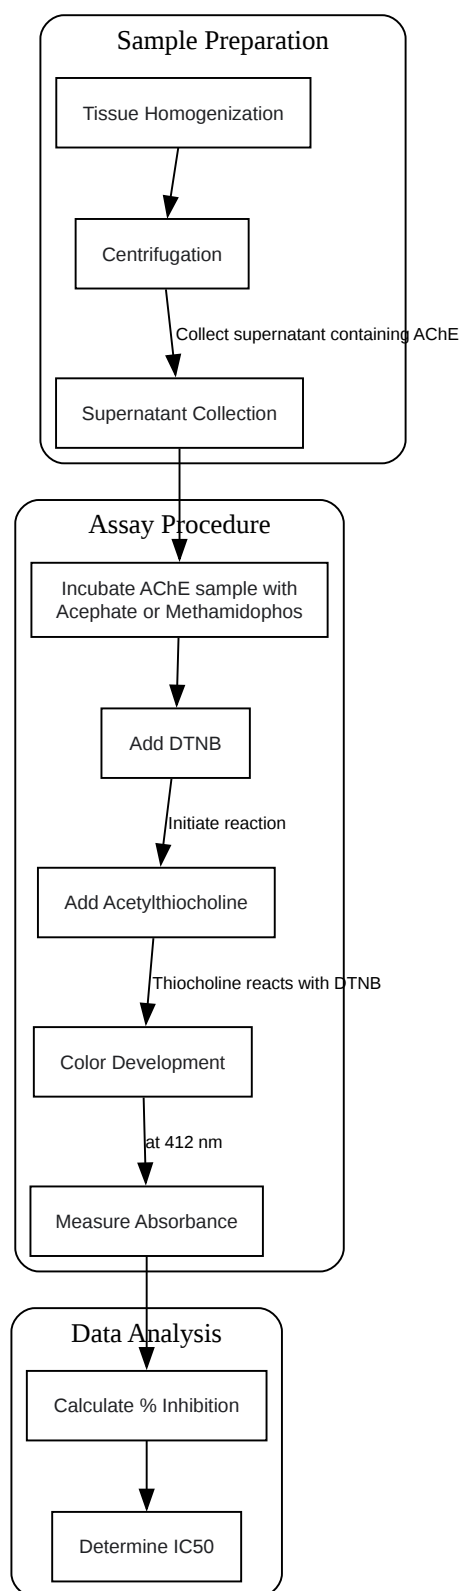 Sample Preparation
Tissue Homogenization
Centrifugation
Collect supernatant containing AChE
Supernatant Collection
Assay Procedure
Incubate AChE sample with
Acephate or Methamidophos
Add DTNB
Initiate reaction
Add Acetylthiocholine
Thiocholine reacts with DTNB
Color Development
at 412 nm
Measure Absorbance
Data Analysis
Calculate % Inhibition
Determine IC50